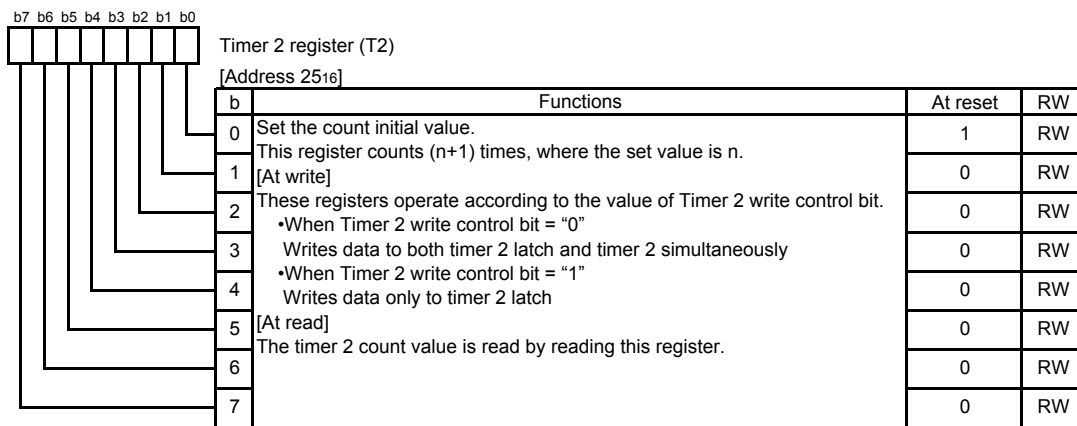 b7 b6 b5 b4 b3 b2 b1 b0
Timer 2 register (T2)
[Address 2516]
b Functions At reset RW
0 Set the count initial value. 1 RW
This register counts (n+1) times, where the set value is n.
1 [At write] 0 RW
These registers operate according to the value of Timer 2 write control bit.
2 0 RW
•When Timer 2 write control bit = “0”
3 Writes data to both timer 2 latch and timer 2 simultaneously 0 RW
•When Timer 2 write control bit = “1”
4 Writes data only to timer 2 latch 0 RW
5 [At read] 0 RW
The timer 2 count value is read by reading this register.
6 0 RW
7 0 RW